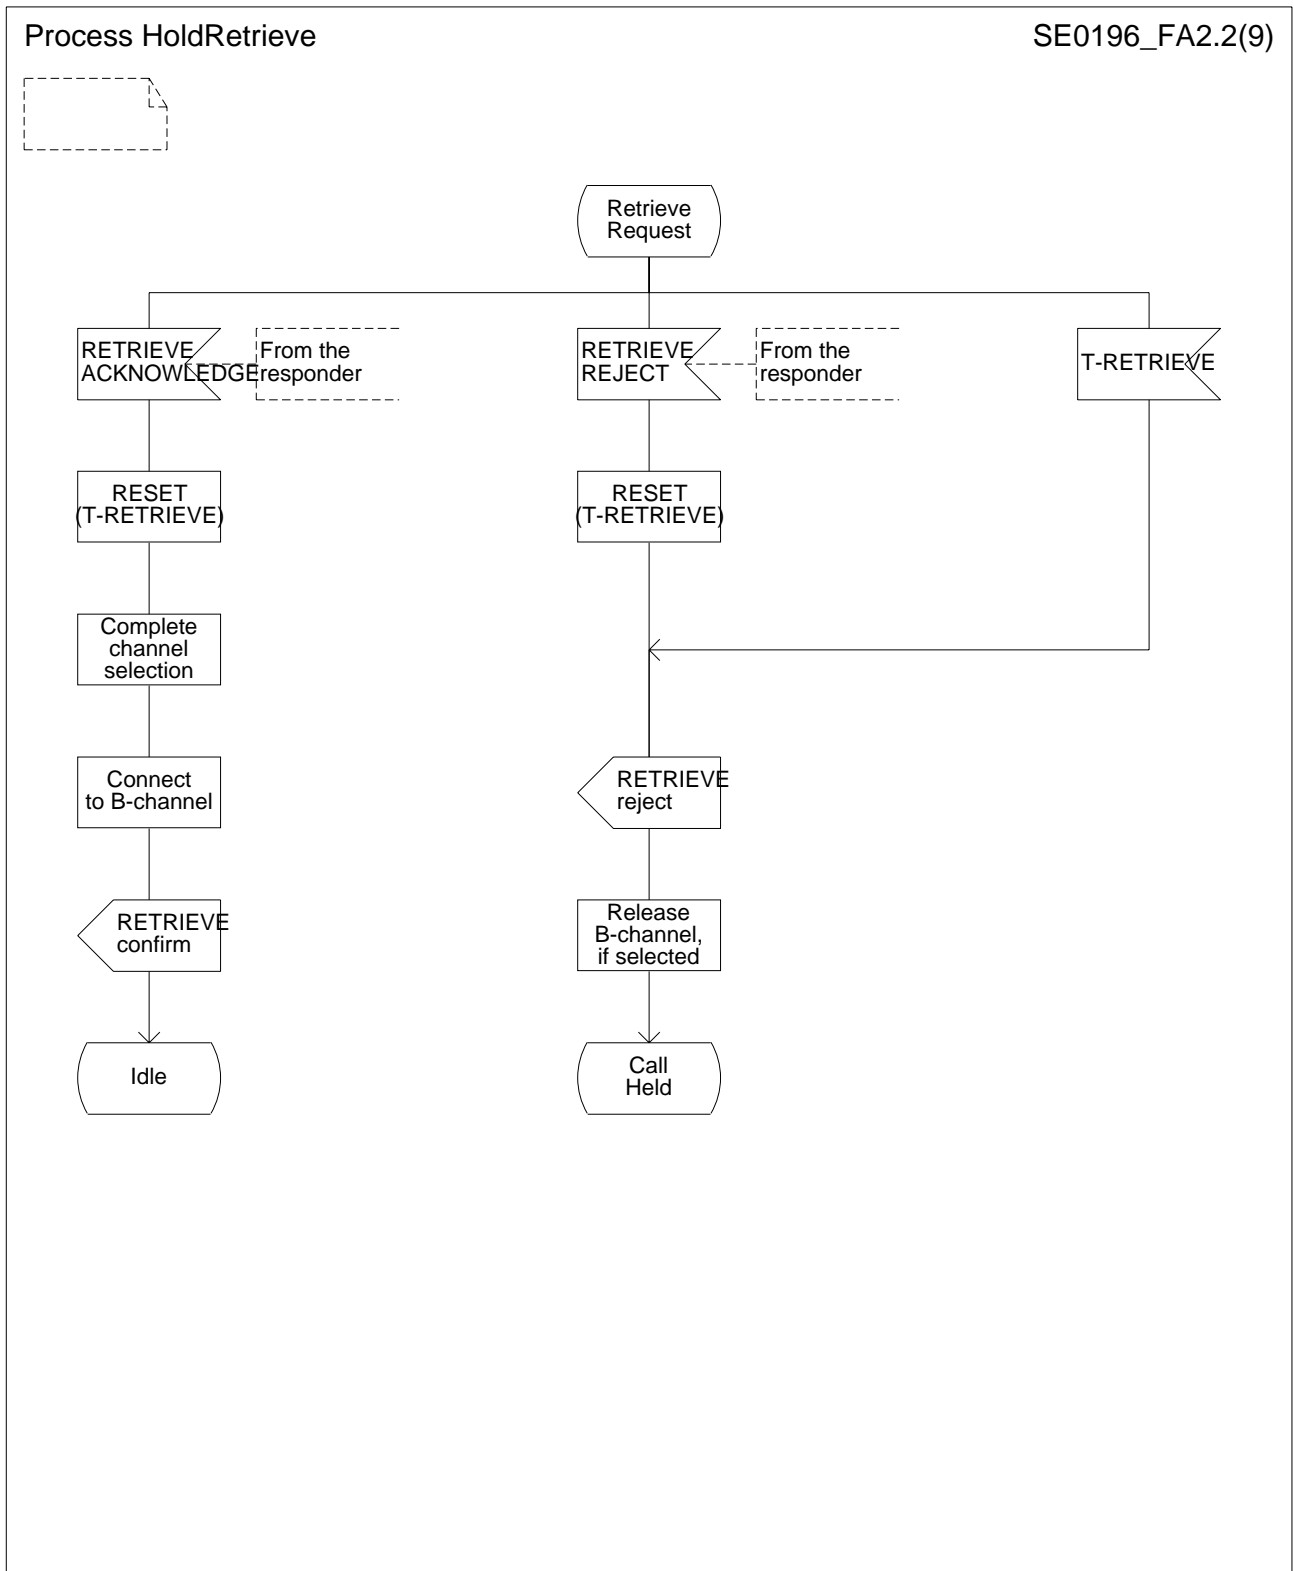 Process HoldRetrieve
SE0196_FA2.2(9)
Retrieve
Request
RETRIEVE
ACKNOWLEDGE
From the
responder
RETRIEVE
REJECT
From the
responder
T-RETRIEVE
RESET
(T-RETRIEVE)
RESET
(T-RETRIEVE)
Complete
channel
selection
Connect
to B-channel
RETRIEVE
reject
RETRIEVE
confirm
Release
B-channel,
if selected
Idle
Call
Held